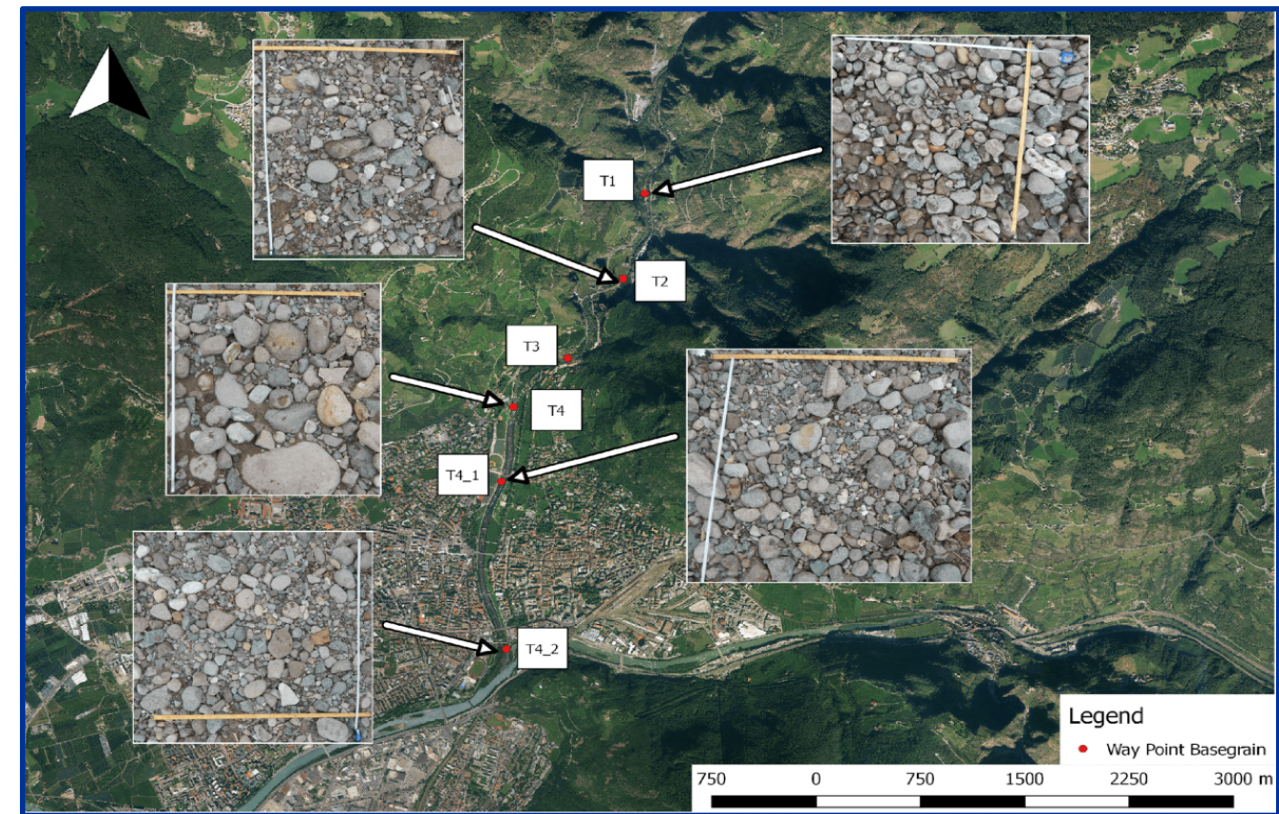 T1
T2
T3
T4
T4_1
T4_2
Legend
Way Point Basegrain
750 0 750 1500 2250 3000 m